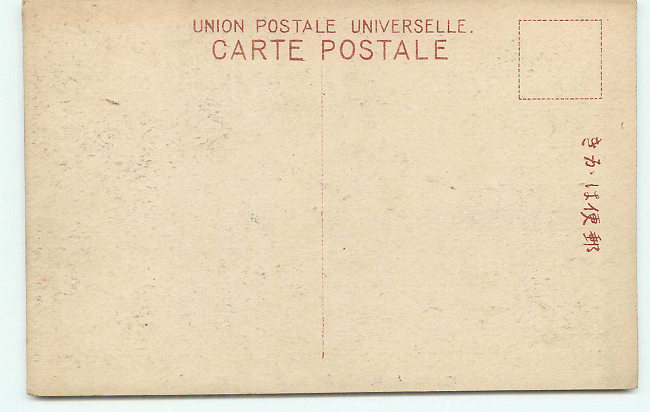 UNION POSTALE UNIVERSELLE.
CARTE POSTALE
郵便はかき